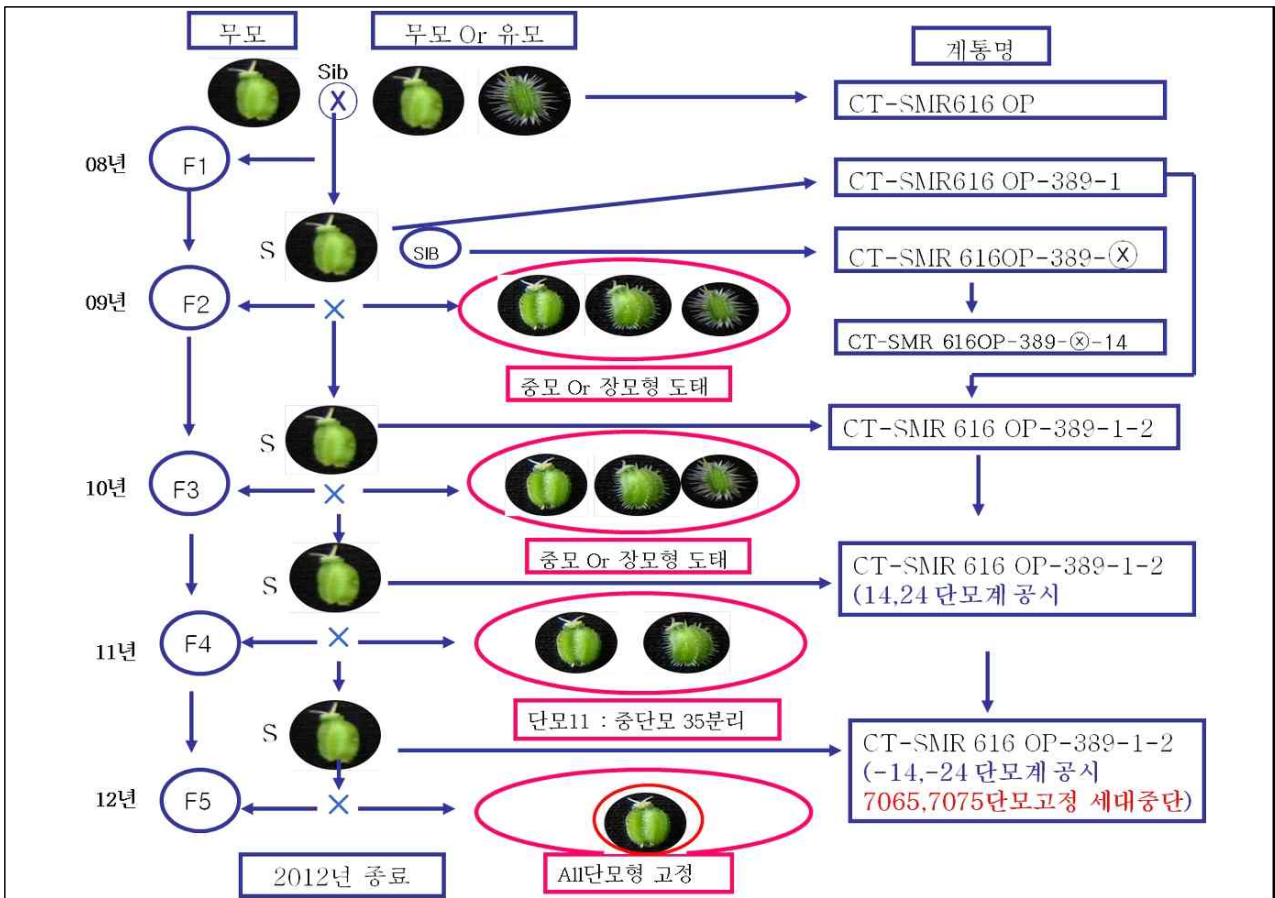 무모
무모 Or 유모
계통명
Sib
X
CT-SMR616 OP
08년
F1
CT-SMR616 OP-389-1
S
SIB
CT-SMR 616OP-389-ⓧ
09년
F2
CT-SMR 616OP-389-ⓧ-14
중모 Or 장모형 도태
S
CT-SMR 616 OP-389-1-2
10년
F3
중모 Or 장모형 도태
S
CT-SMR 616 OP-389-1-2
(14,24 단모계 공시
11년
F4
단모11 : 중단모 35분리
S
CT-SMR 616 OP-389-1-2
(-14,-24 단모계 공시
7065,7075단모고정 세대중단)
12년
F5
2012년 종료
All단모형 고정